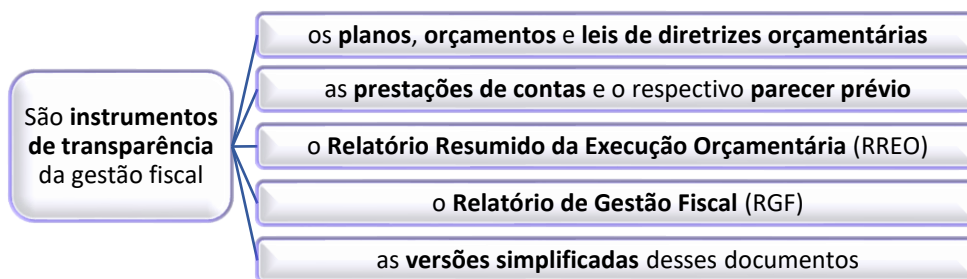 São instrumentos
de transparência
da gestão fiscal
os planos, orçamentos e leis de diretrizes orçamentárias
as prestações de contas e o respectivo parecer prévio
o Relatório Resumido da Execução Orçamentária (RREO)
o Relatório de Gestão Fiscal (RGF)
as versões simplificadas desses documentos